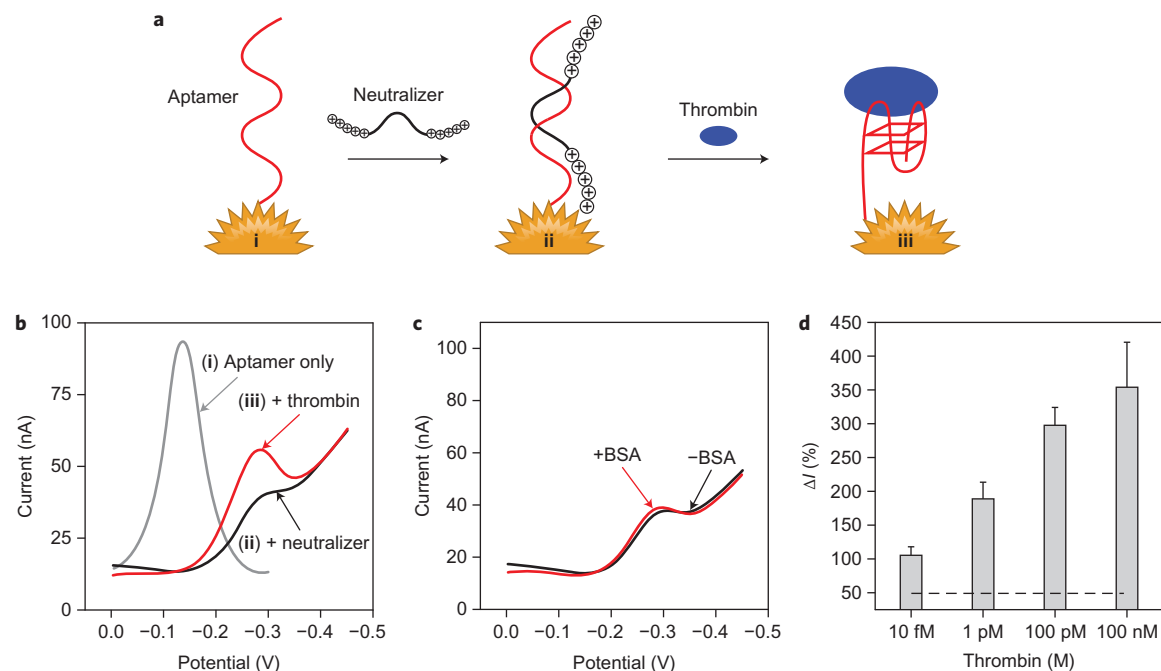 a
Aptamer
Neutralizer
Thrombin
i
ii
iii
b
100
75
50
25
0
Current (nA)
(i) Aptamer only
(iii) + thrombin
(ii) + neutralizer
0.0 −0.1 −0.2 −0.3 −0.4 −0.5
Potential (V)
c
100
80
60
40
20
0
Current (nA)
+BSA
−BSA
0.0 −0.1 −0.2 −0.3 −0.4 −0.5
Potential (V)
d
450
400
350
300
250
200
150
100
50
ΔI (%)
10 fM 1 pM 100 pM 100 nM
Thrombin (M)